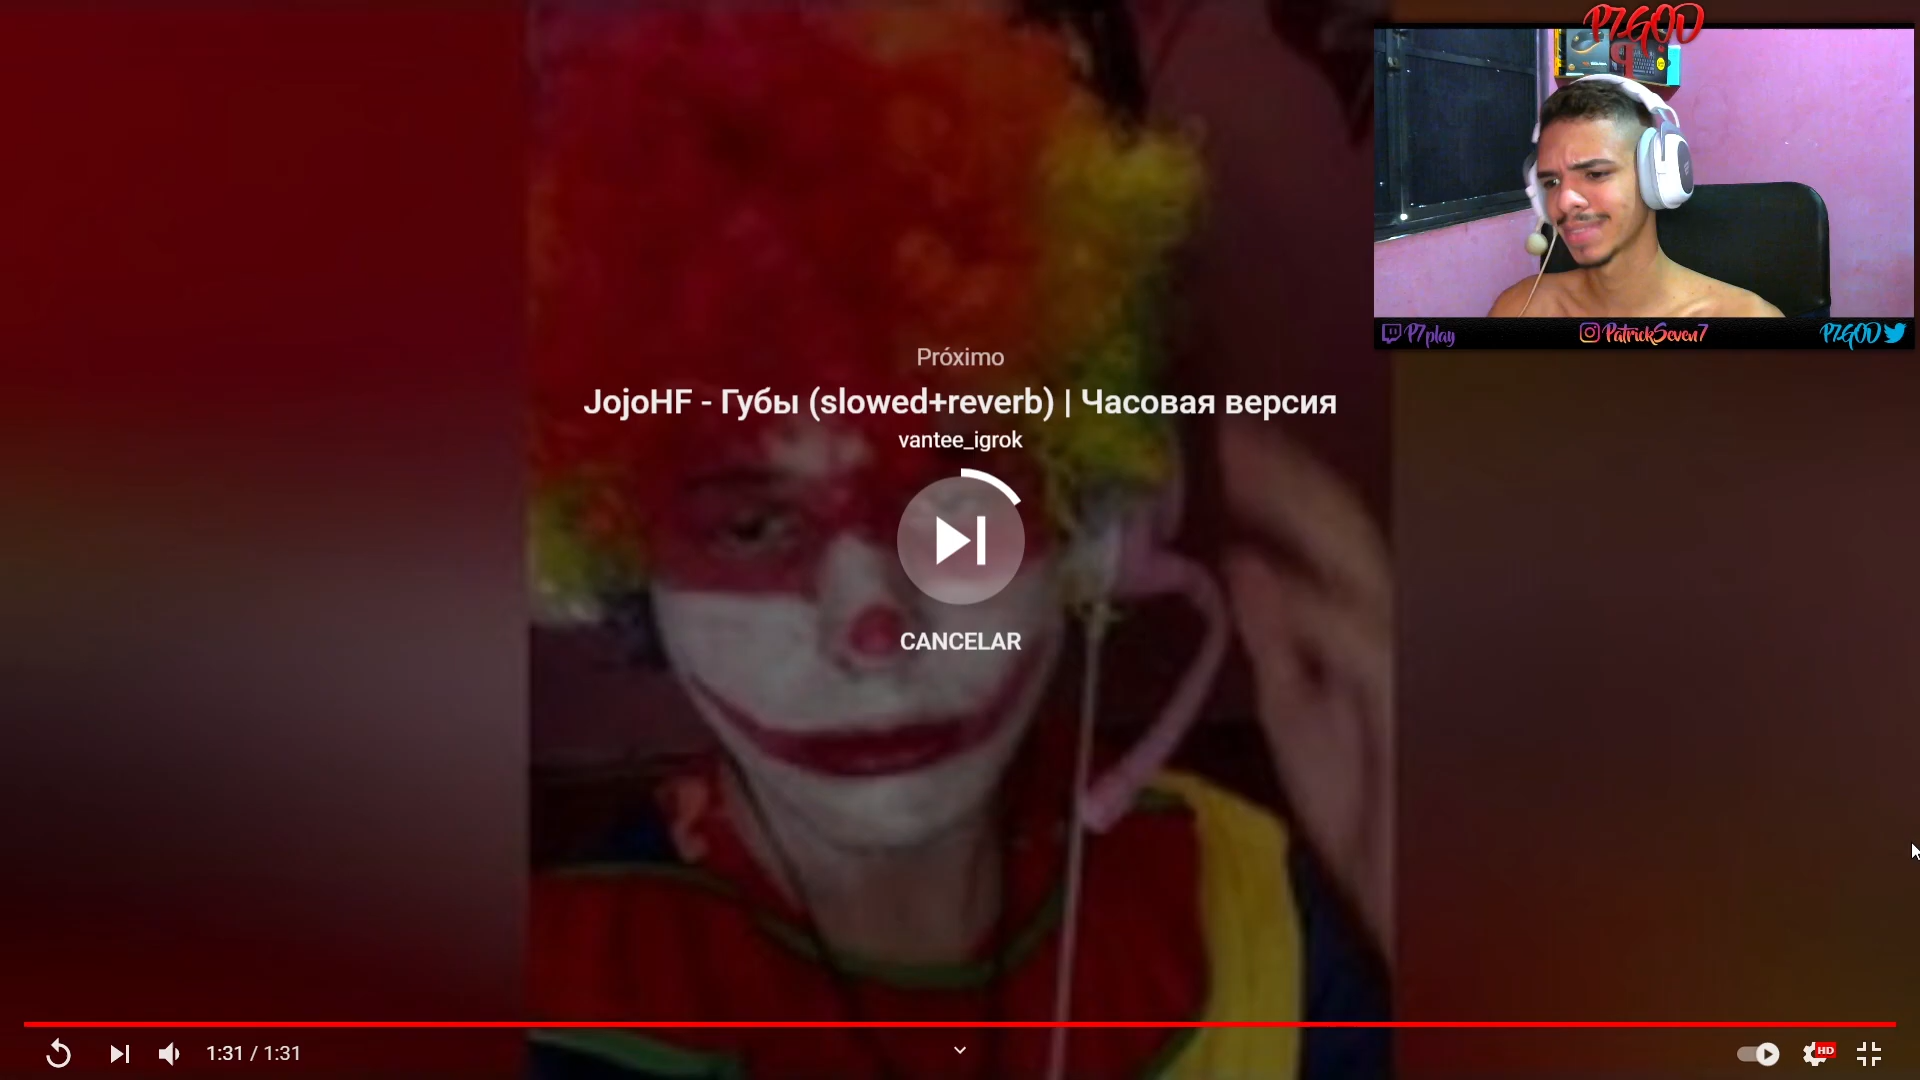 P7GOD
P7play
PatrickSeven7
P7GOD
Próximo
JojoHF - Губы (slowed+reverb) | Часовая версия
vantee_igrok
CANCELAR
1:31 / 1:31
HD